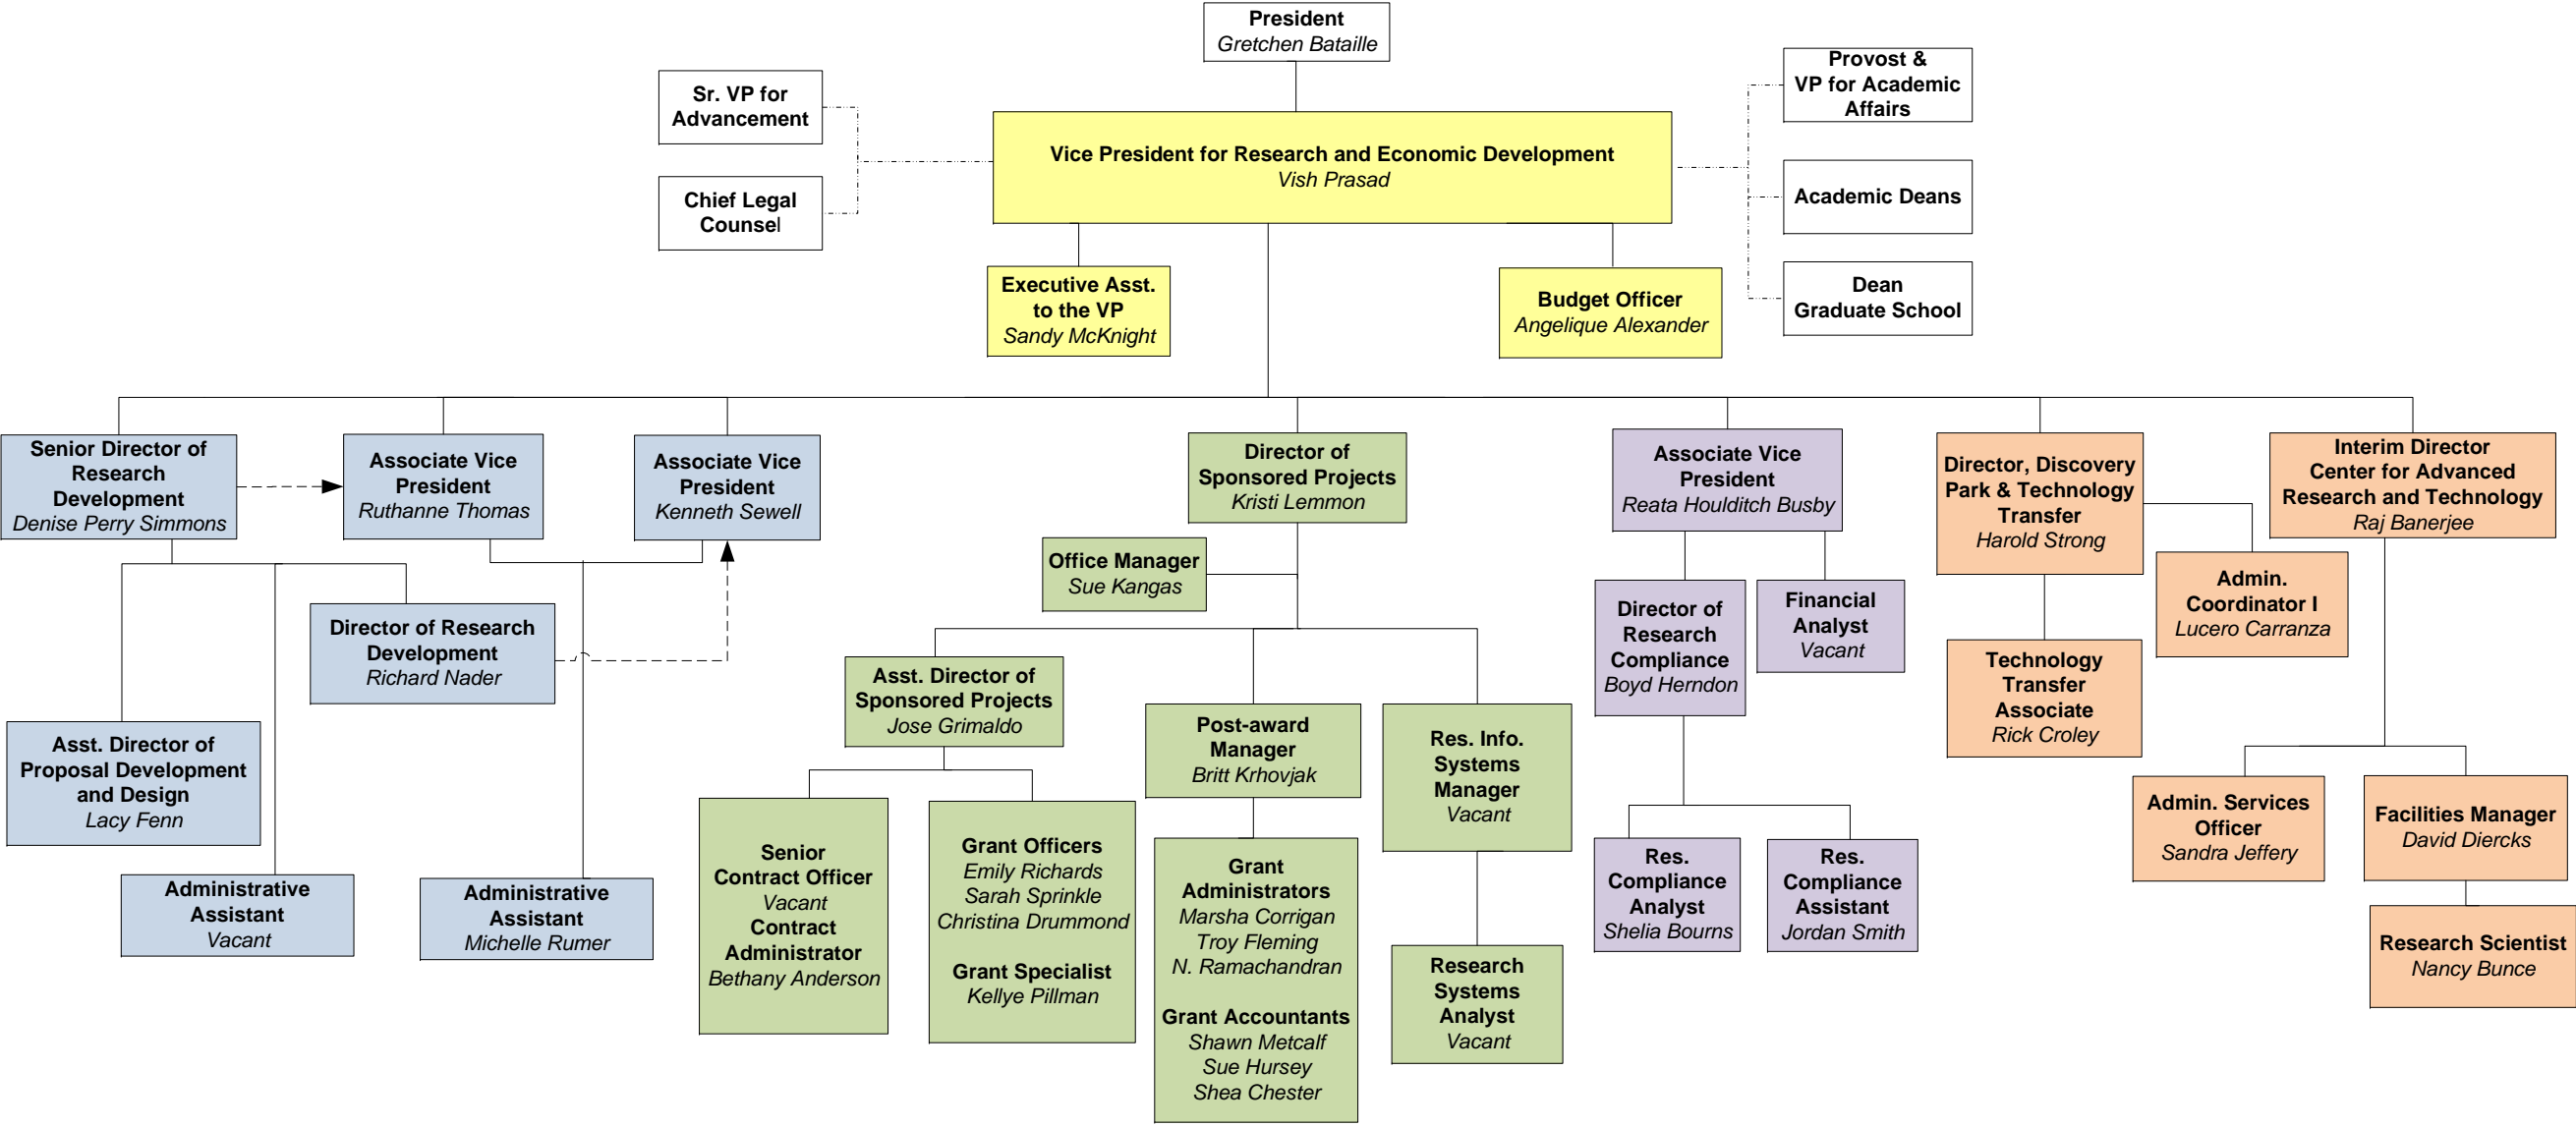 President
Gretchen Bataille
Sr. VP for
Advancement
Chief Legal
Counsel
Vice President for Research and Economic Development
Vish Prasad
Provost &
VP for Academic
Affairs
Academic Deans
Dean
Graduate School
Executive Asst.
to the VP
Sandy McKnight
Budget Officer
Angelique Alexander
Senior Director of
Research
Development
Denise Perry Simmons
Associate Vice
President
Ruthanne Thomas
Associate Vice
President
Kenneth Sewell
Director of
Sponsored Projects
Kristi Lemmon
Associate Vice
President
Reata Houlditch Busby
Director, Discovery
Park & Technology
Transfer
Harold Strong
Interim Director
Center for Advanced
Research and Technology
Raj Banerjee
Office Manager
Sue Kangas
Director of Research
Development
Richard Nader
Director of
Research
Compliance
Boyd Herndon
Financial
Analyst
Vacant
Admin.
Coordinator I
Lucero Carranza
Technology
Transfer
Associate
Rick Croley
Asst. Director of
Sponsored Projects
Jose Grimaldo
Post-award
Manager
Britt Krhovjak
Res. Info.
Systems
Manager
Vacant
Asst. Director of
Proposal Development
and Design
Lacy Fenn
Administrative
Assistant
Vacant
Administrative
Assistant
Michelle Rumer
Senior
Contract Officer
Vacant
Contract
Administrator
Bethany Anderson
Grant Officers
Emily Richards
Sarah Sprinkle
Christina Drummond
Grant Specialist
Kellye Pillman
Grant
Administrators
Marsha Corrigan
Troy Fleming
N. Ramachandran
Grant Accountants
Shawn Metcalf
Sue Hursey
Shea Chester
Research
Systems
Analyst
Vacant
Res.
Compliance
Analyst
Shelia Bourns
Res.
Compliance
Assistant
Jordan Smith
Admin. Services
Officer
Sandra Jeffery
Facilities Manager
David Diercks
Research Scientist
Nancy Bunce